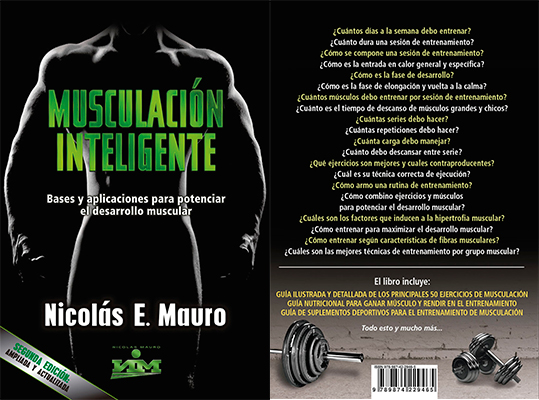 MUSCULACIÓN
INTELIGENTE
Bases y aplicaciones para potenciar
el desarrollo muscular
Nicolás E. Mauro
SEGUNDA EDICIÓN,
AMPLIADA Y ACTUALIZADA
NICOLAS MAURO
NM
¿Cuántos días a la semana debo entrenar?
¿Cuánto dura una sesión de entrenamiento?
¿Cómo se compone una sesión de entrenamiento?
¿Cómo es la entrada en calor general y específica?
¿Cómo es la fase de desarrollo?
¿Cómo es la fase de elongación y vuelta a la calma?
¿Cuántos músculos debo entrenar por sesión de entrenamiento?
¿Cuánto es el tiempo de descanso de músculos grandes y chicos?
¿Cuántas series debo hacer?
¿Cuántas repeticiones debo hacer?
¿Cuánta carga debo manejar?
¿Cuánto debo descansar entre serie?
¿Qué ejercicios son mejores y cuales contraproducentes?
¿Cuál es su técnica correcta de ejecución?
¿Cómo armo una rutina de entrenamiento?
¿Cómo combino ejercicios y músculos
para potenciar el desarrollo muscular?
¿Cuáles son los factores que inducen a la hipertrofia muscular?
¿Cómo entrenar para maximizar el desarrollo muscular?
¿Cómo entrenar según características de fibras musculares?
¿Cuáles son las mejores técnicas de entrenamiento por grupo muscular?
El libro incluye:
GUÍA ILUSTRADA Y DETALLADA DE LOS PRINCIPALES 50 EJERCICIOS DE MUSCULACIÓN
GUÍA NUTRICIONAL PARA GANAR MÚSCULO Y RENDIR EN EL ENTRENAMIENTO
GUÍA DE SUPLEMENTOS DEPORTIVOS PARA EL ENTRENAMIENTO DE MUSCULACIÓN
Todo esto y mucho más...
9 789874 229465